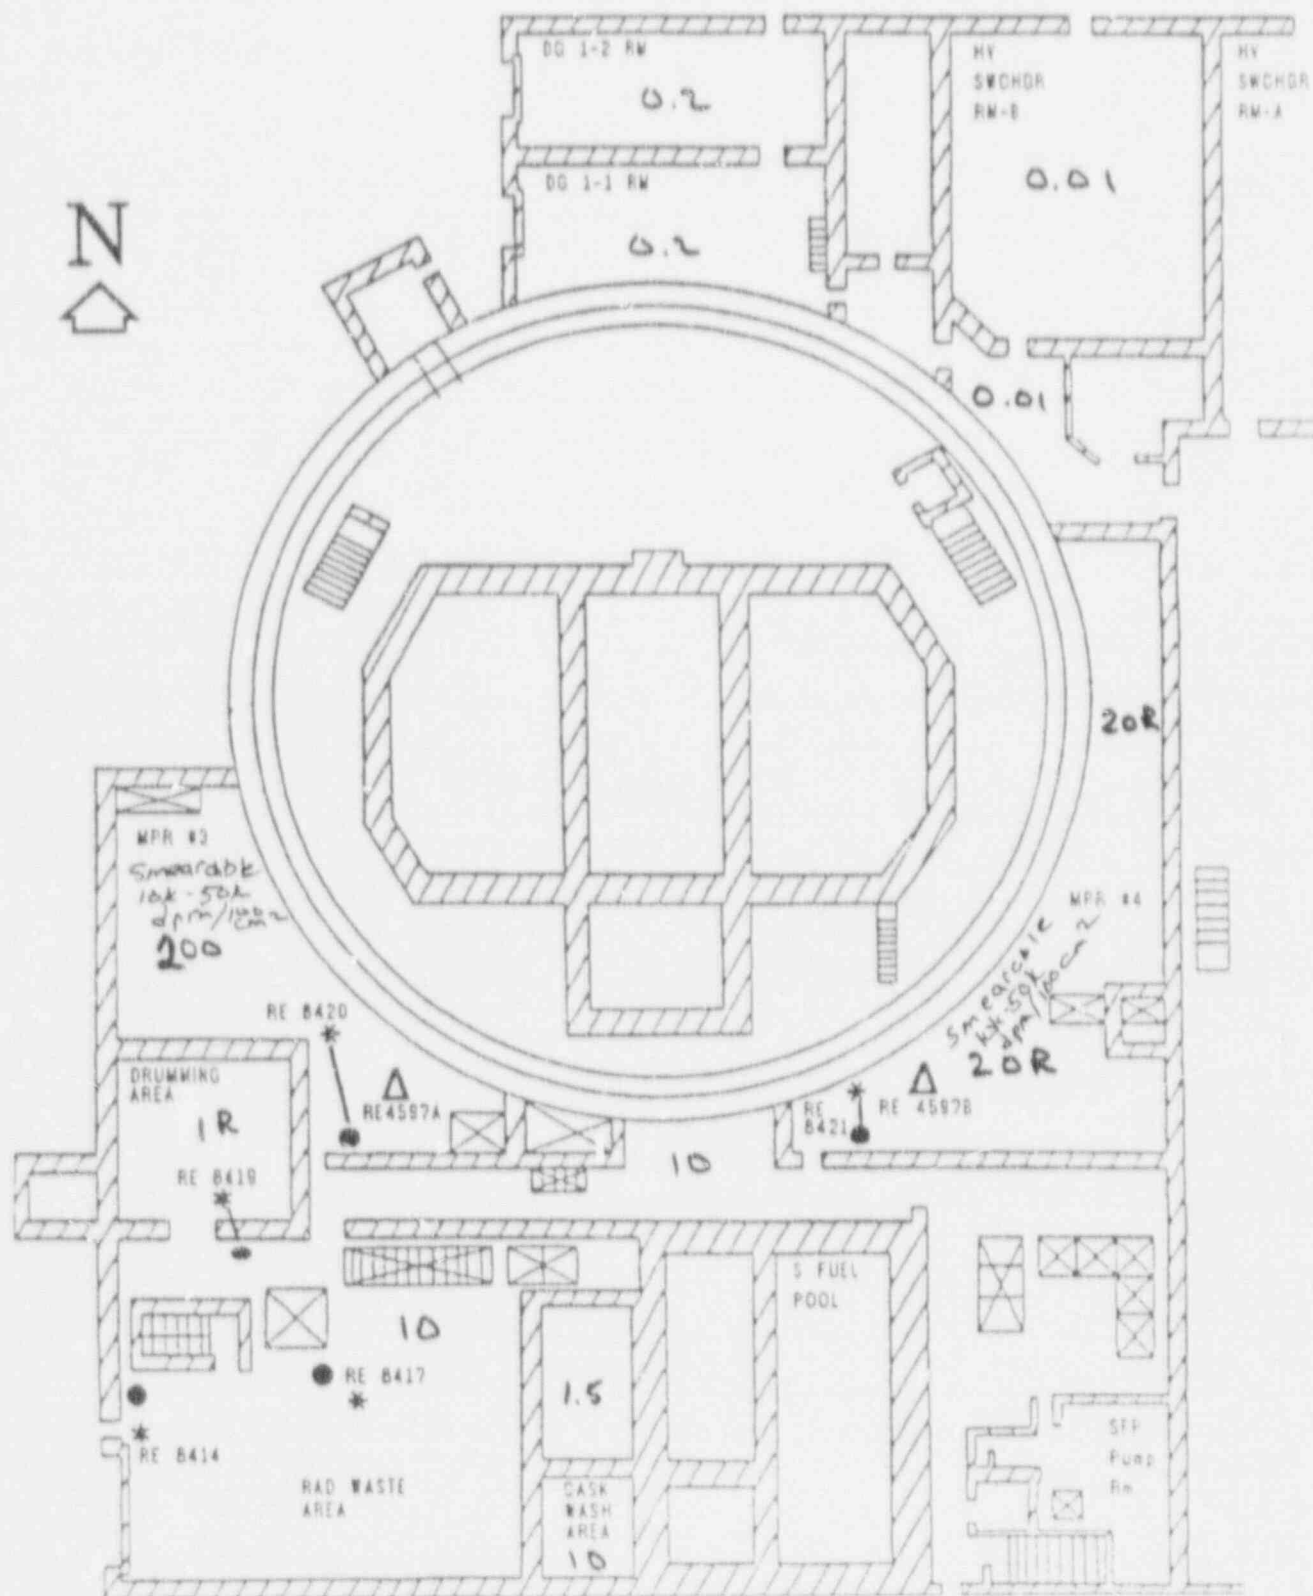 DG 1-2 RM
0.2
HV
SWCHGR
RM-B
0.01
HV
SWCHGR
RM-A
DG 1-1 RM
0.2
N
0.01
20R
MPR #3
Smearable
10k-50k
dpm/100cm2
200
MPR #4
Smearable
50k
dpm/100cm2
20R
RE 8420
DRUMMING
AREA
1R
RE 8419
RE4597A
RE
8421
RE 4597B
10
S FUEL
POOL
10
RE 8417
1.5
RE 8414
RAD WASTE
AREA
CASK
WASH
AREA
10
SFP
Pump
Rm